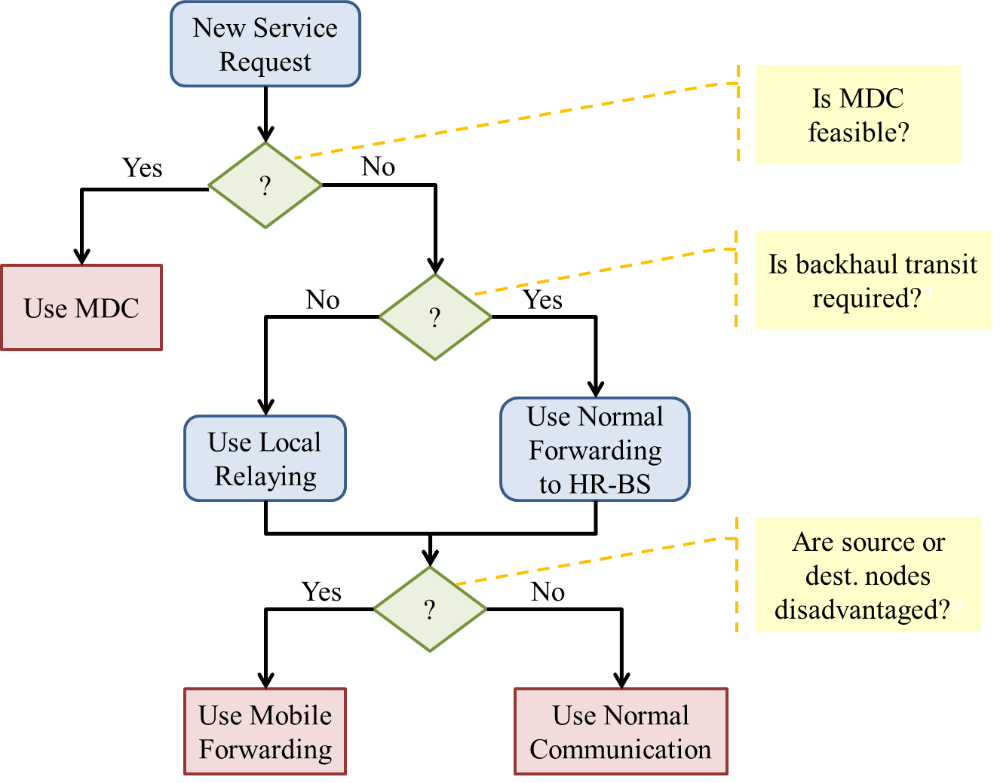 New Service
Request
Is MDC
feasible?
Yes
No
?
Is backhaul transit
required??
Use MDC
No
Yes
?
Use Normal
Forwarding
to HR-BS
Use Local
Relaying
Are source or
dest. nodes
disadvantaged??
Yes
No
?
Use Mobile
Forwarding
Use Normal
Communication